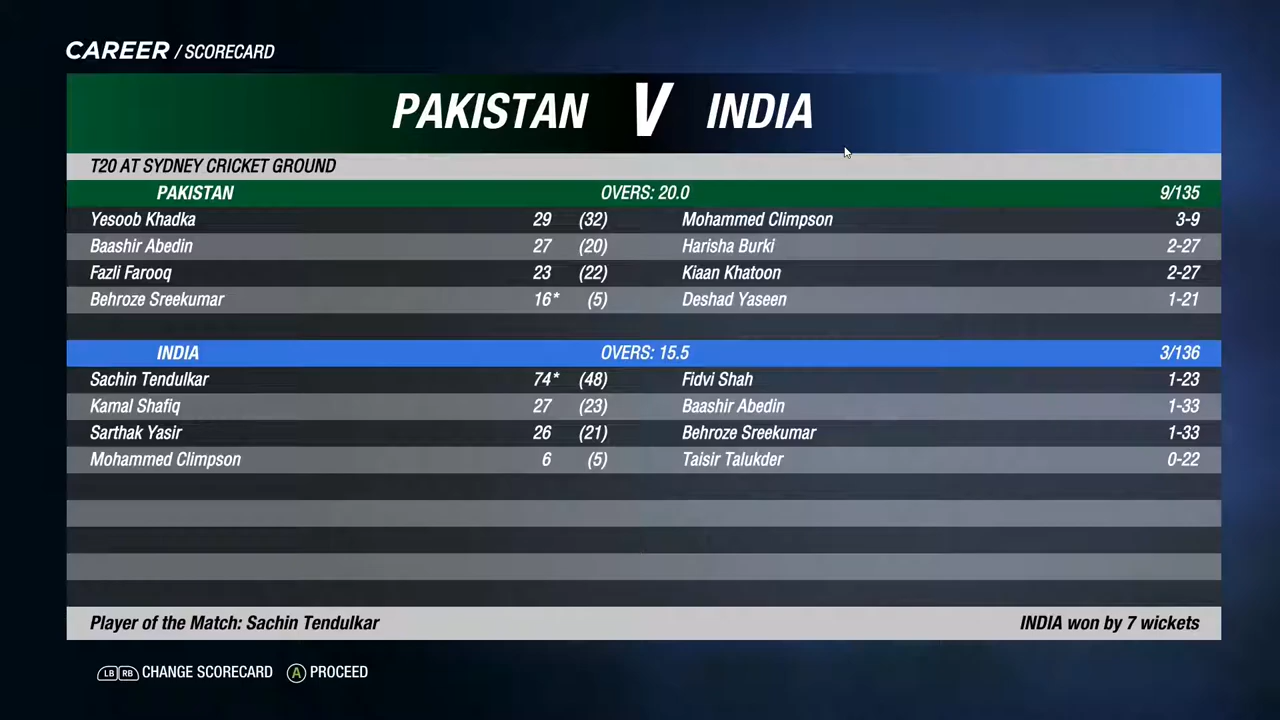 CAREER / SCORECARD
PAKISTAN V INDIA
T20 AT SYDNEY CRICKET GROUND
PAKISTAN OVERS: 20.0 9/135
Yesoob Khadka 29 (32) Mohammed Climpson 3-9
Baashir Abedin 27 (20) Harisha Burki 2-27
Fazli Farooq 23 (22) Kiaan Khatoon 2-27
Behroze Sreekumar 16* (5) Deshad Yaseen 1-21
INDIA OVERS: 15.5 3/136
Sachin Tendulkar 74* (48) Fidvi Shah 1-23
Kamal Shafiq 27 (23) Baashir Abedin 1-33
Sarthak Yasir 26 (21) Behroze Sreekumar 1-33
Mohammed Climpson 6 (5) Taisir Talukder 0-22
Player of the Match: Sachin Tendulkar INDIA won by 7 wickets
LB RB CHANGE SCORECARD A PROCEED